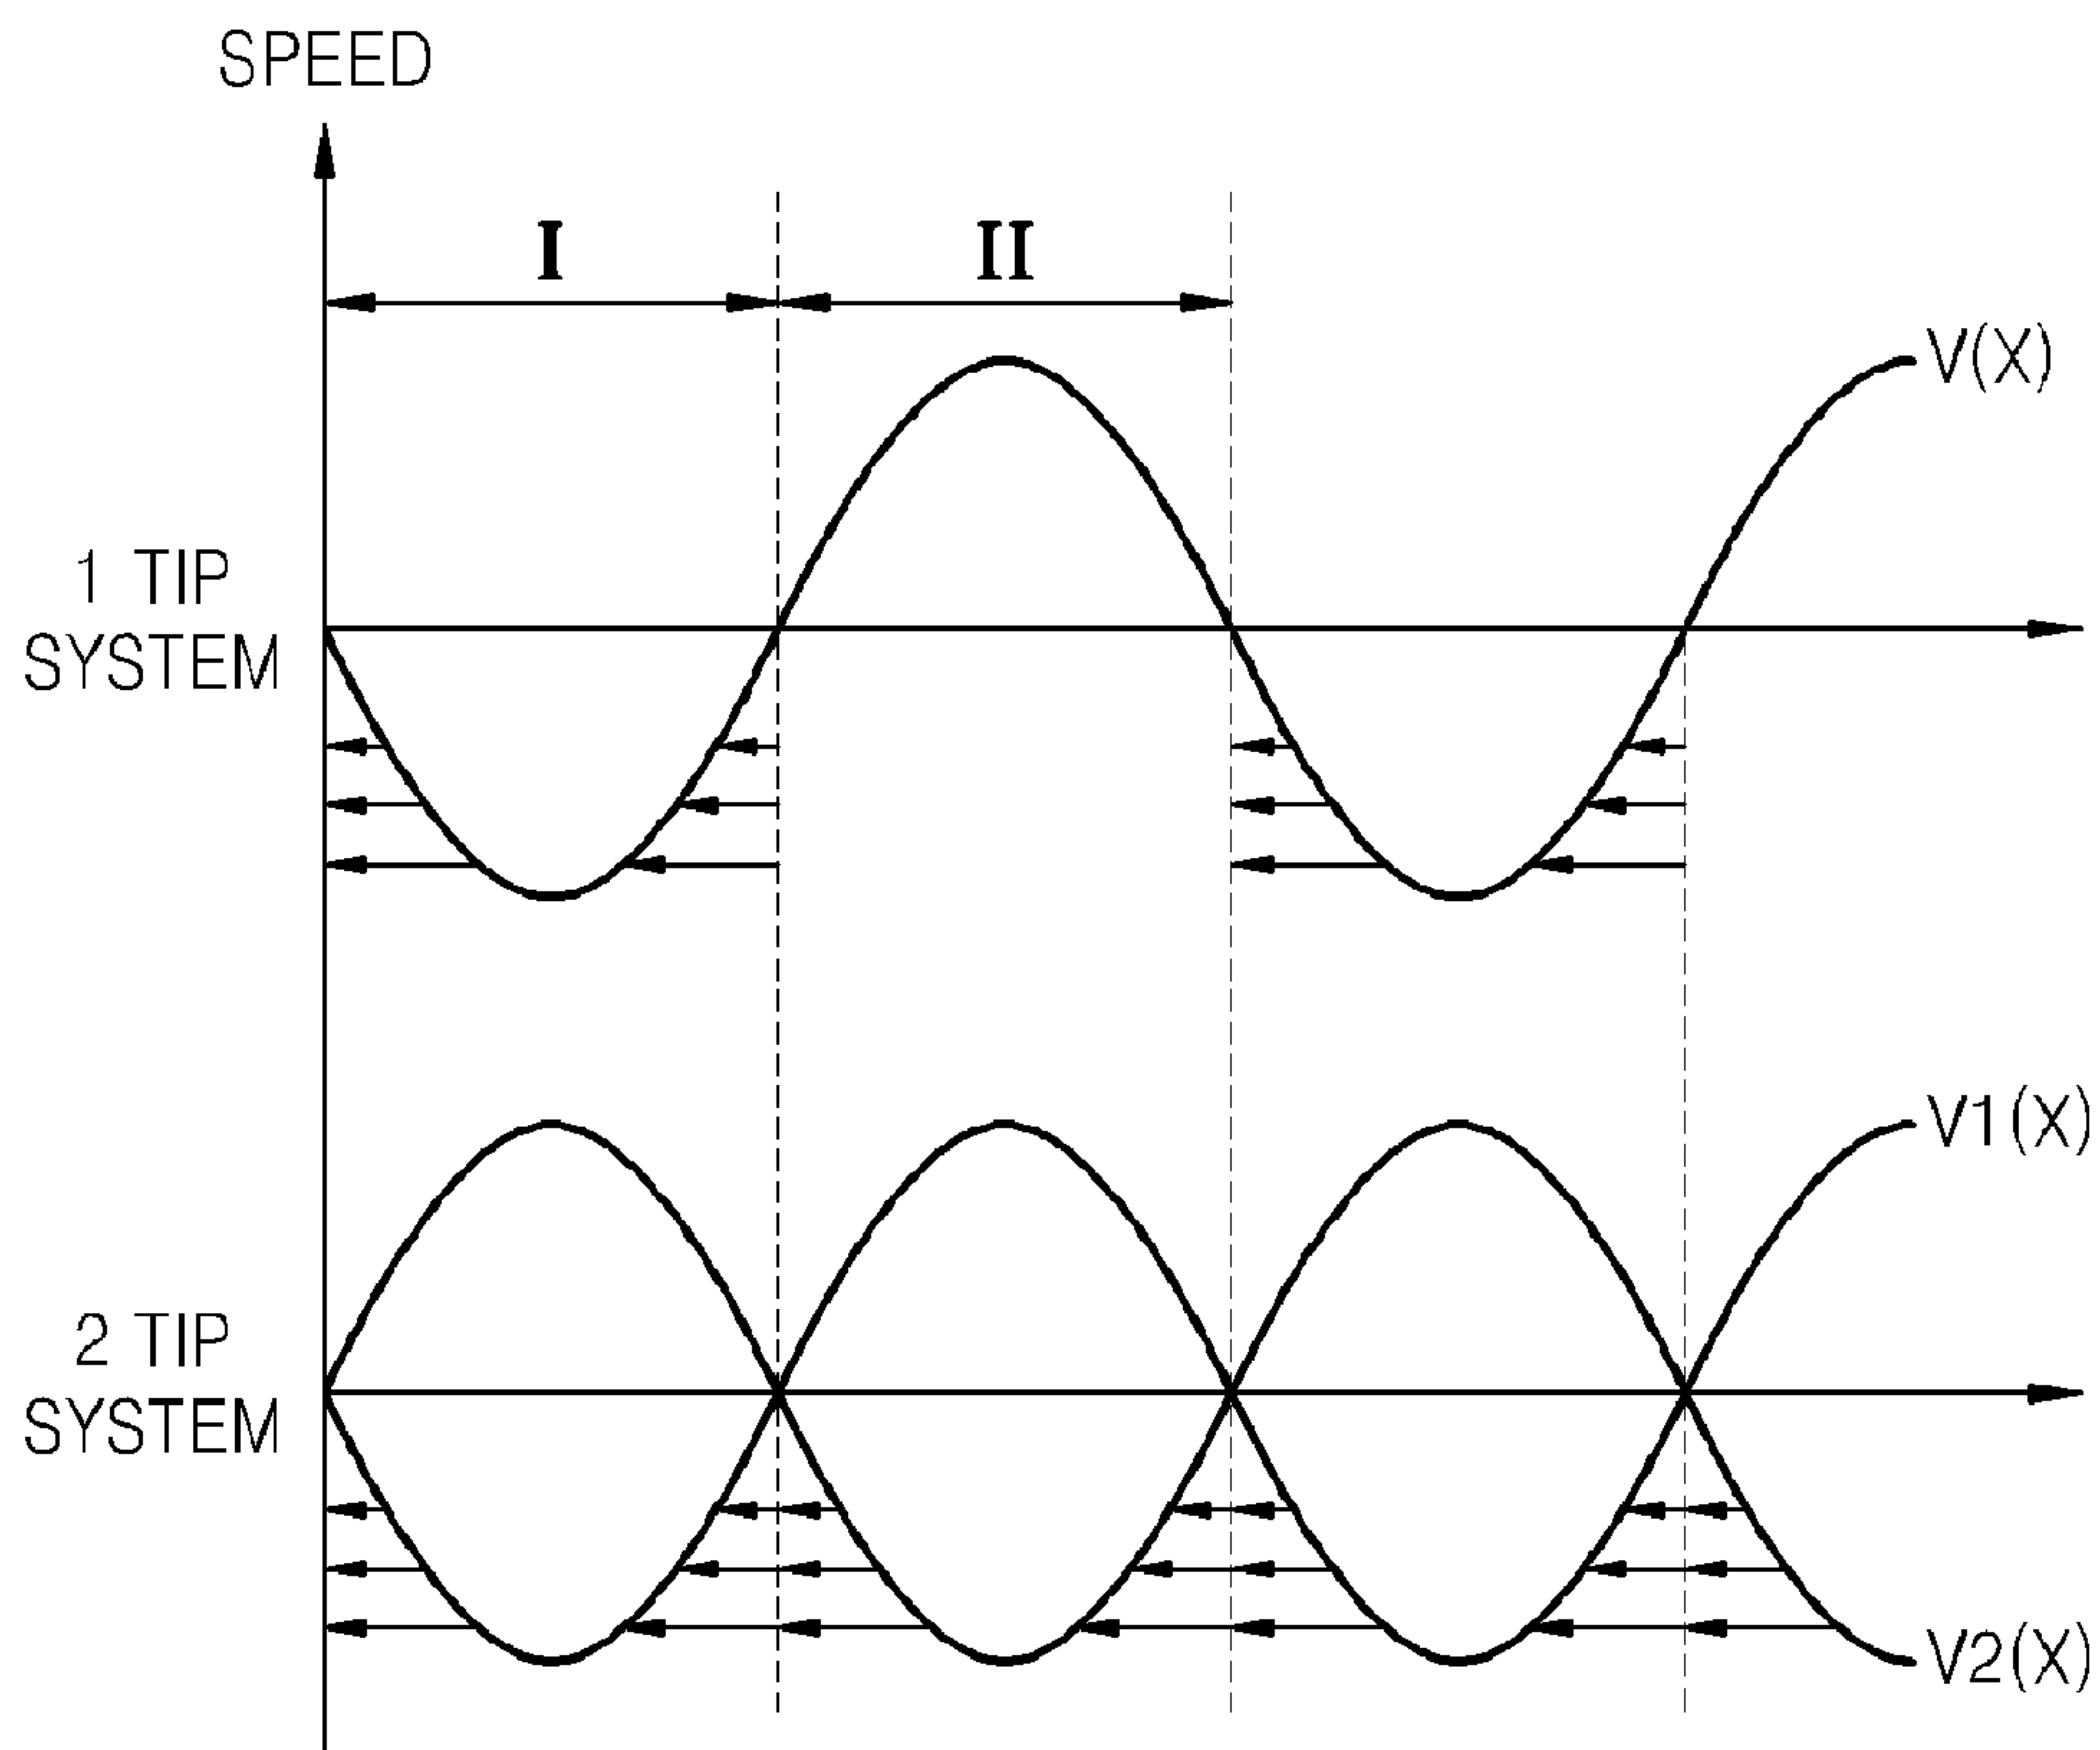 SPEED
I
II
V(X)
1 TIP
SYSTEM
V1(X)
2 TIP
SYSTEM
V2(X)